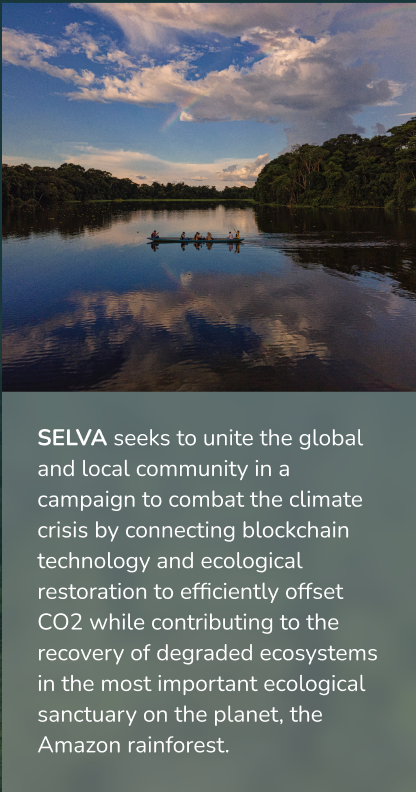 SELVA seeks to unite the global
and local community in a
campaign to combat the climate
crisis by connecting blockchain
technology and ecological
restoration to efficiently offset
CO2 while contributing to the
recovery of degraded ecosystems
in the most important ecological
sanctuary on the planet, the
Amazon rainforest.